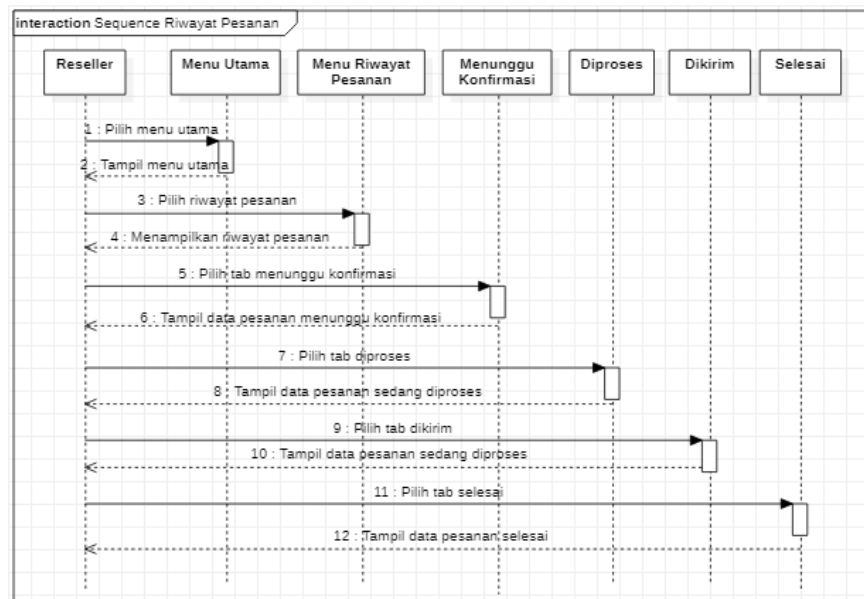 interaction Sequence Riwayat Pesanan
Reseller
Menu Utama
Menu Riwayat
Pesanan
Menunggu
Konfirmasi
Diproses
Dikirim
Selesai
1 : Pilih menu utama
2 : Tampil menu utama
3 : Pilih riwayat pesanan
4 : Menampilkan riwayat pesanan
5 : Pilih tab menunggu konfirmasi
6 : Tampil data pesanan menunggu konfirmasi
7 : Pilih tab diproses
8 : Tampil data pesanan sedang diproses
9 : Pilih tab dikirim
10 : Tampil data pesanan sedang diproses
11 : Pilih tab selesai
12 : Tampil data pesanan selesai